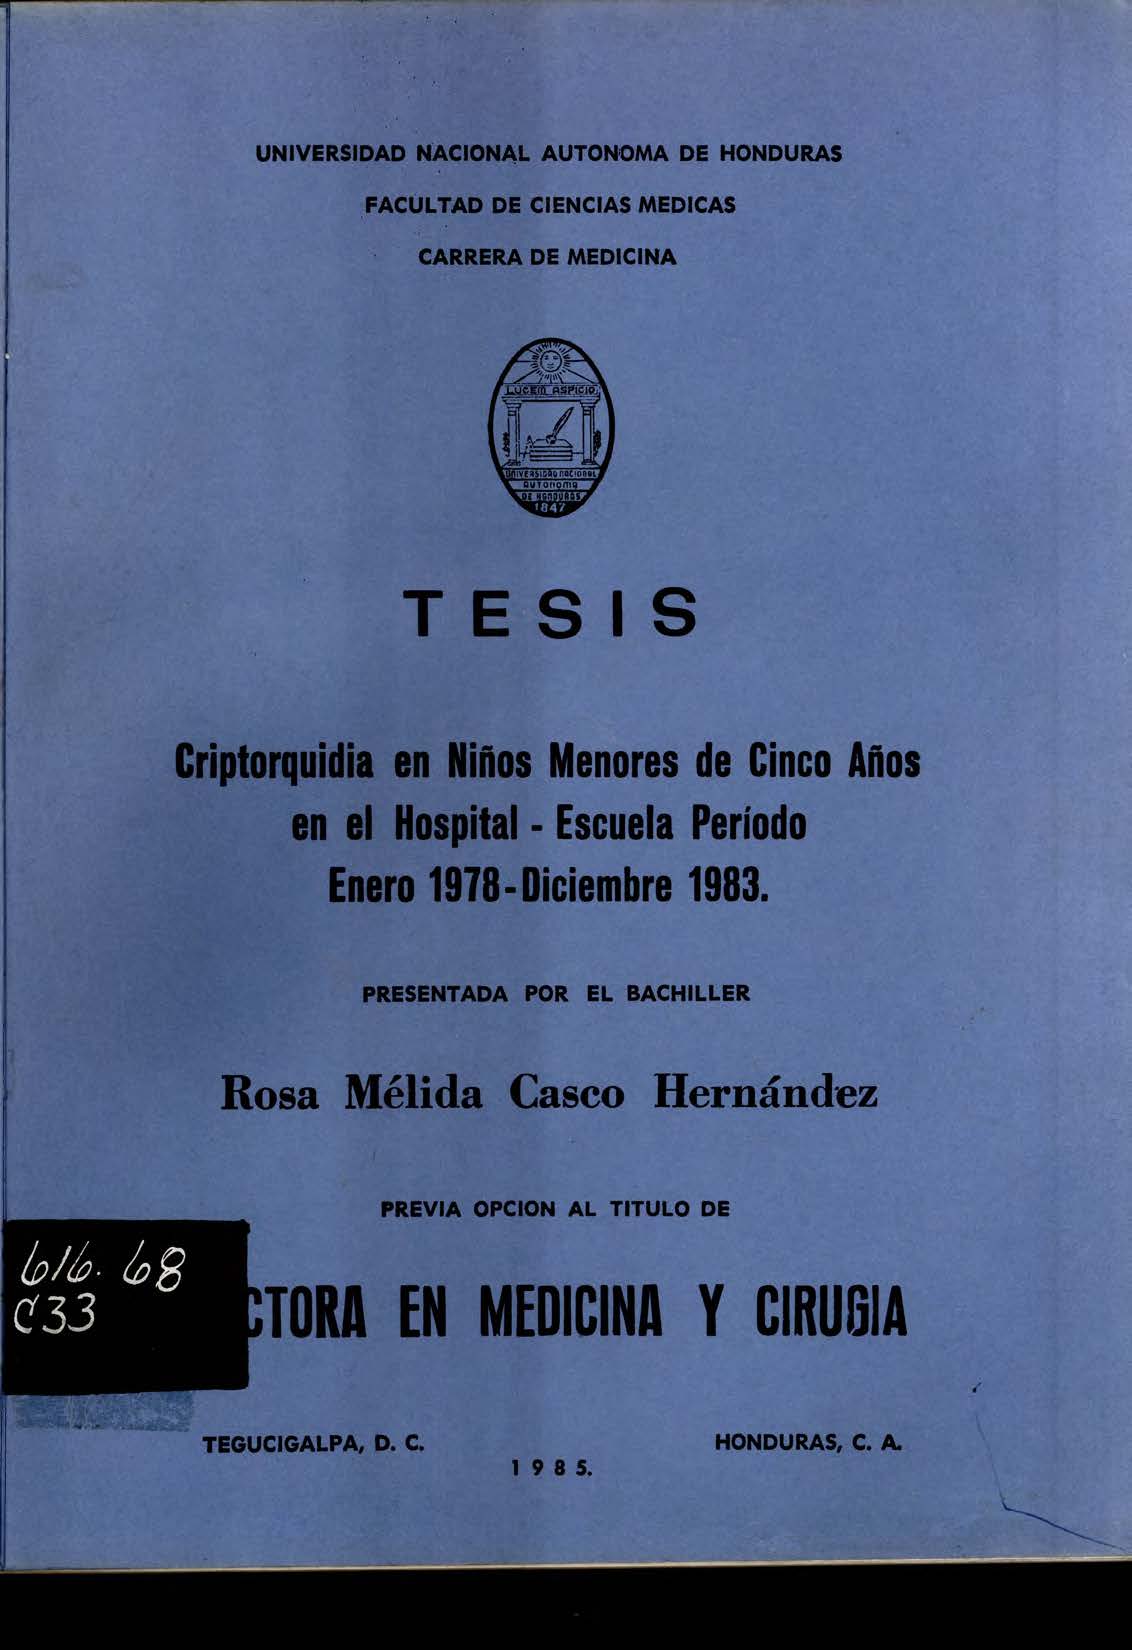 UNIVERSIDAD NACIONAL AUTONOMA DE HONDURAS
FACULTAD DE CIENCIAS MEDICAS
CARRERA DE MEDICINA
LUCEM ASPICIO
UNIVERSIDAD NACIONAL
AUTONOMA
DE HONDURAS
1847
TESIS
Criptorquidia en Niños Menores de Cinco Años
en el Hospital - Escuela Período
Enero 1978-Diciembre 1983.
PRESENTADA POR EL BACHILLER
Rosa Mélida Casco Hernández
PREVIA OPCION AL TITULO DE
616.68
C33
CTORA EN MEDICINA Y CIRUGIA
TEGUCIGALPA, D. C. HONDURAS, C. A.
1985.